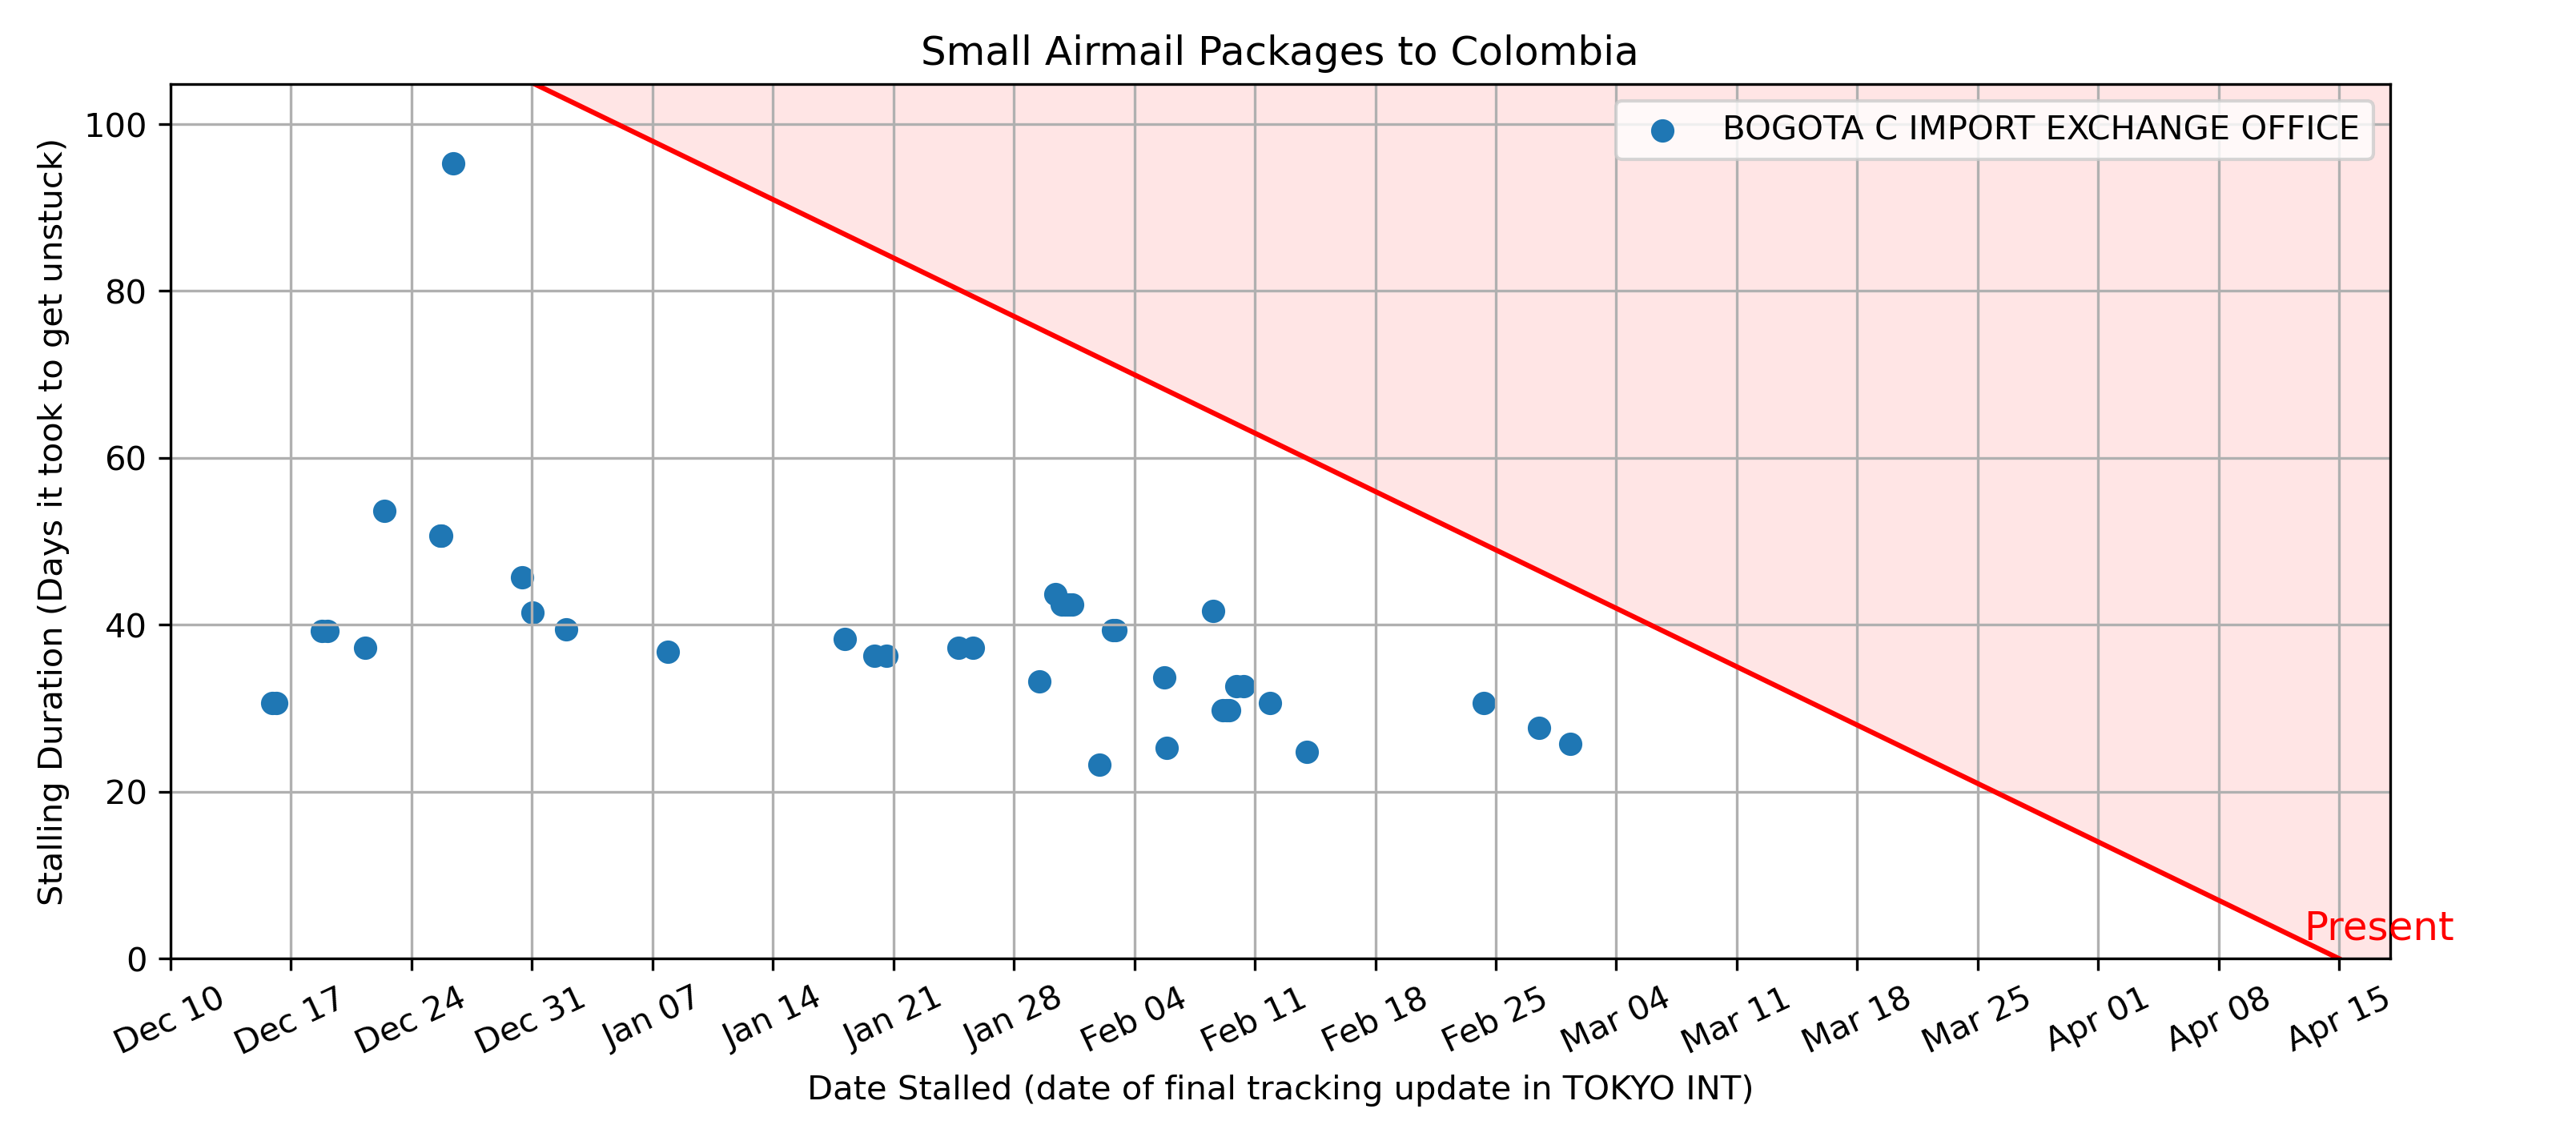 Small Airmail Packages to Colombia
BOGOTA C IMPORT EXCHANGE OFFICE
Stalling Duration (Days it took to get unstuck)
100
80
60
40
20
0
Present
Dec 10
Dec 17
Dec 24
Dec 31
Jan 07
Jan 14
Jan 21
Jan 28
Feb 04
Feb 11
Feb 18
Feb 25
Mar 04
Mar 11
Mar 18
Mar 25
Apr 01
Apr 08
Apr 15
Date Stalled (date of final tracking update in TOKYO INT)